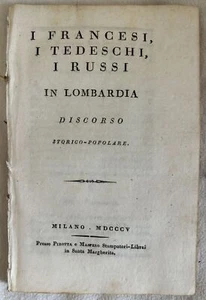 I FRANCESI,
I TEDESCHI,
I RUSSI
IN LOMBARDIA
DISCORSO
STORICO-POPOLARE.
MILANO. MDCCCV
Presso PIROTTA e MASPERO Stampatori-Librai
in Santa Margherita.